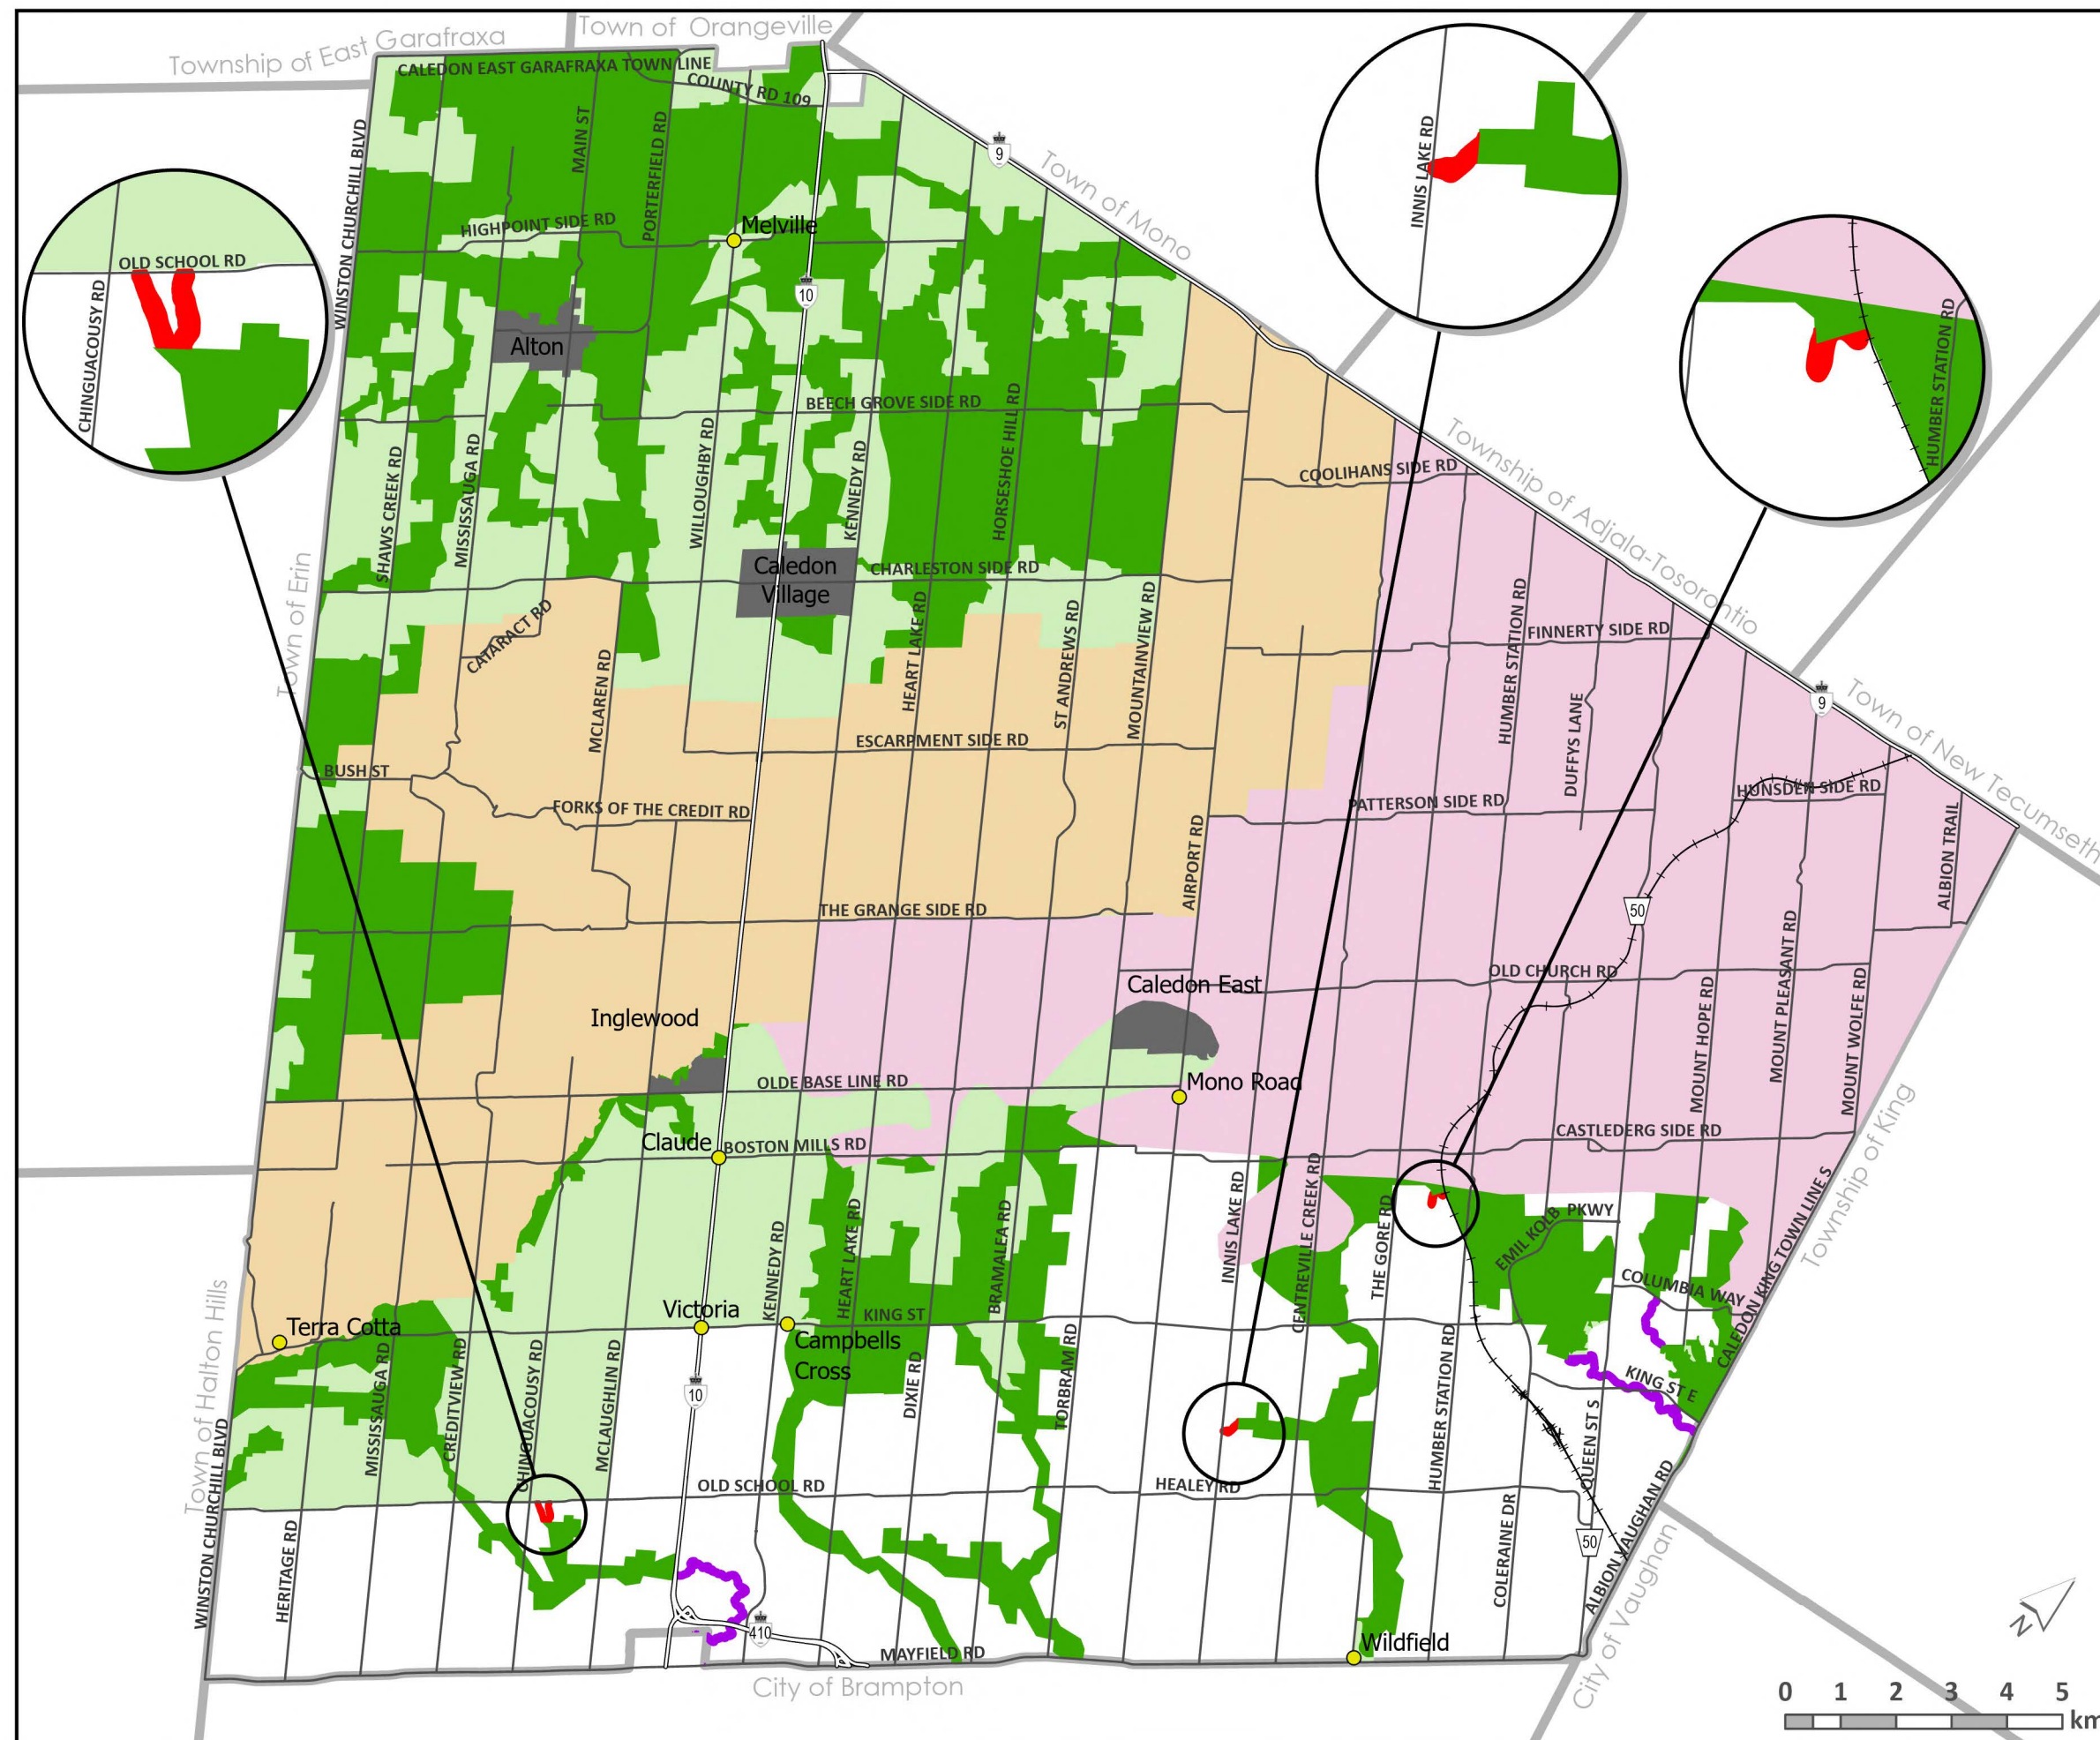 Township of East Garafraxa
Town of Orangeville
CALEDON EAST GARAFRAXA TOWN LINE
COUNTY RD 109
WINSTON CHURCHILL BLVD
MAIN ST
PORTERFIELD RD
9
Town of Mono
INNIS LAKE RD
HIGHPOINT SIDE RD
Melville
OLD SCHOOL RD
CHINGUACOUSY RD
10
HUMBER STATION RD
Alton
BEECH GROVE SIDE RD
SHAWS CREEK RD
MISSISSAUGA RD
WILLOUGHBY RD
KENNEDY RD
HORSESHOE HILL RD
COOLIHANS SIDE RD
Township of Adjala-Tosorontio
Caledon
Village
CHARLESTON SIDE RD
Town of Erin
CATARACT RD
MCLAREN RD
HEART LAKE RD
ST ANDREWS RD
MOUNTAINVIEW RD
HUMBER STATION RD
FINNERTY SIDE RD
DUFFYS LANE
9
Town of New Tecumseth
ESCARPMENT SIDE RD
BUSH ST
FORKS OF THE CREDIT RD
PATTERSON SIDE RD
HUNSDEN SIDE RD
AIRPORT RD
ALBION TRAIL
THE GRANGE SIDE RD
50
OLD CHURCH RD
Caledon East
MOUNT HOPE RD
MOUNT PLEASANT RD
MOUNT WOLFE RD
Inglewood
OLDE BASE LINE RD
Mono Road
Claude
BOSTON MILLS RD
CASTLEDERG SIDE RD
Township of King
CALEDON KING TOWN LINE S
KENNEDY RD
HEART LAKE RD
BRAMALEA RD
INNIS LAKE RD
CENTREVILLE CREEK RD
THE GORE RD
EMIL KOLB PKWY
COLUMBIA WAY
Town of Halton Hills
Terra Cotta
Victoria
KING ST
Campbells
Cross
MISSISSAUGA RD
CREDITVIEW RD
CHINGUACOUSY RD
MCLAUGHLIN RD
10
DIXIE RD
TORBRAM RD
HUMBER STATION RD
KING ST E
QUEEN ST S
WINSTON CHURCHILL BLVD
OLD SCHOOL RD
HEALEY RD
HERITAGE RD
COLERAINE DR
50
ALBION VAUGHAN RD
City of Vaughan
410
MAYFIELD RD
Wildfield
City of Brampton
N
0 1 2 3 4 5
km